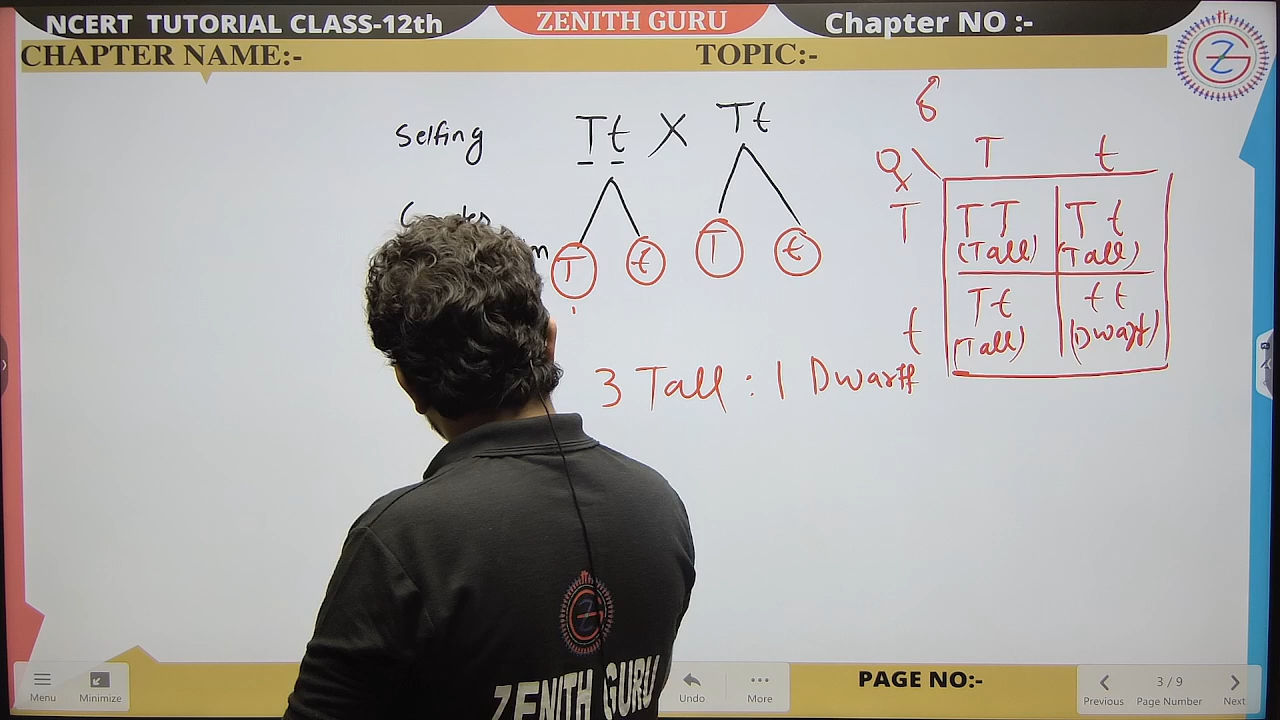 NCERT TUTORIAL CLASS-12th
ZENITH GURU
Chapter NO :-
CHAPTER NAME:-
TOPIC:-
Selfing
Tt X Tt
T t T t
♂
♀
T t
T
TT
(Tall)
Tt
(Tall)
t
Tt
(Tall)
tt
(Dwarf)
3 Tall : 1 Dwarf
ZENITH GURU
Menu
Minimize
Undo
More
PAGE NO:-
Previous
3 / 9
Page Number
Next